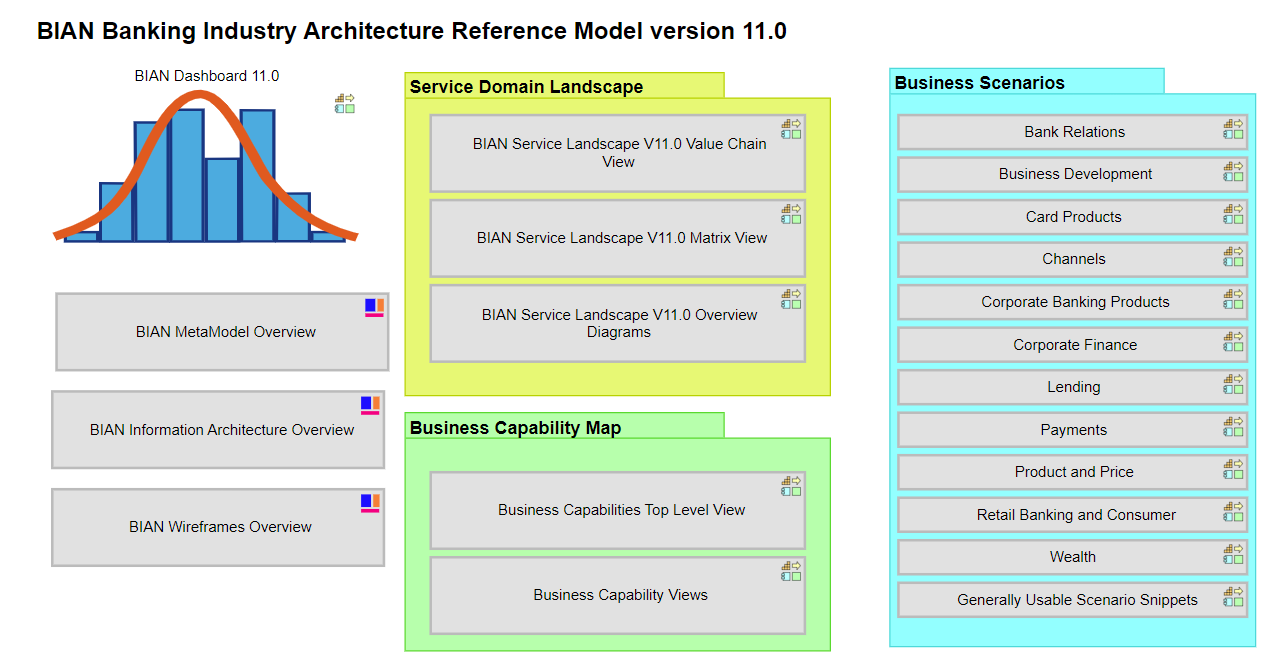 BIAN Banking Industry Architecture Reference Model version 11.0
BIAN Dashboard 11.0
BIAN MetaModel Overview
BIAN Information Architecture Overview
BIAN Wireframes Overview
Service Domain Landscape
BIAN Service Landscape V11.0 Value Chain
View
BIAN Service Landscape V11.0 Matrix View
BIAN Service Landscape V11.0 Overview
Diagrams
Business Capability Map
Business Capabilities Top Level View
Business Capability Views
Business Scenarios
Bank Relations
Business Development
Card Products
Channels
Corporate Banking Products
Corporate Finance
Lending
Payments
Product and Price
Retail Banking and Consumer
Wealth
Generally Usable Scenario Snippets